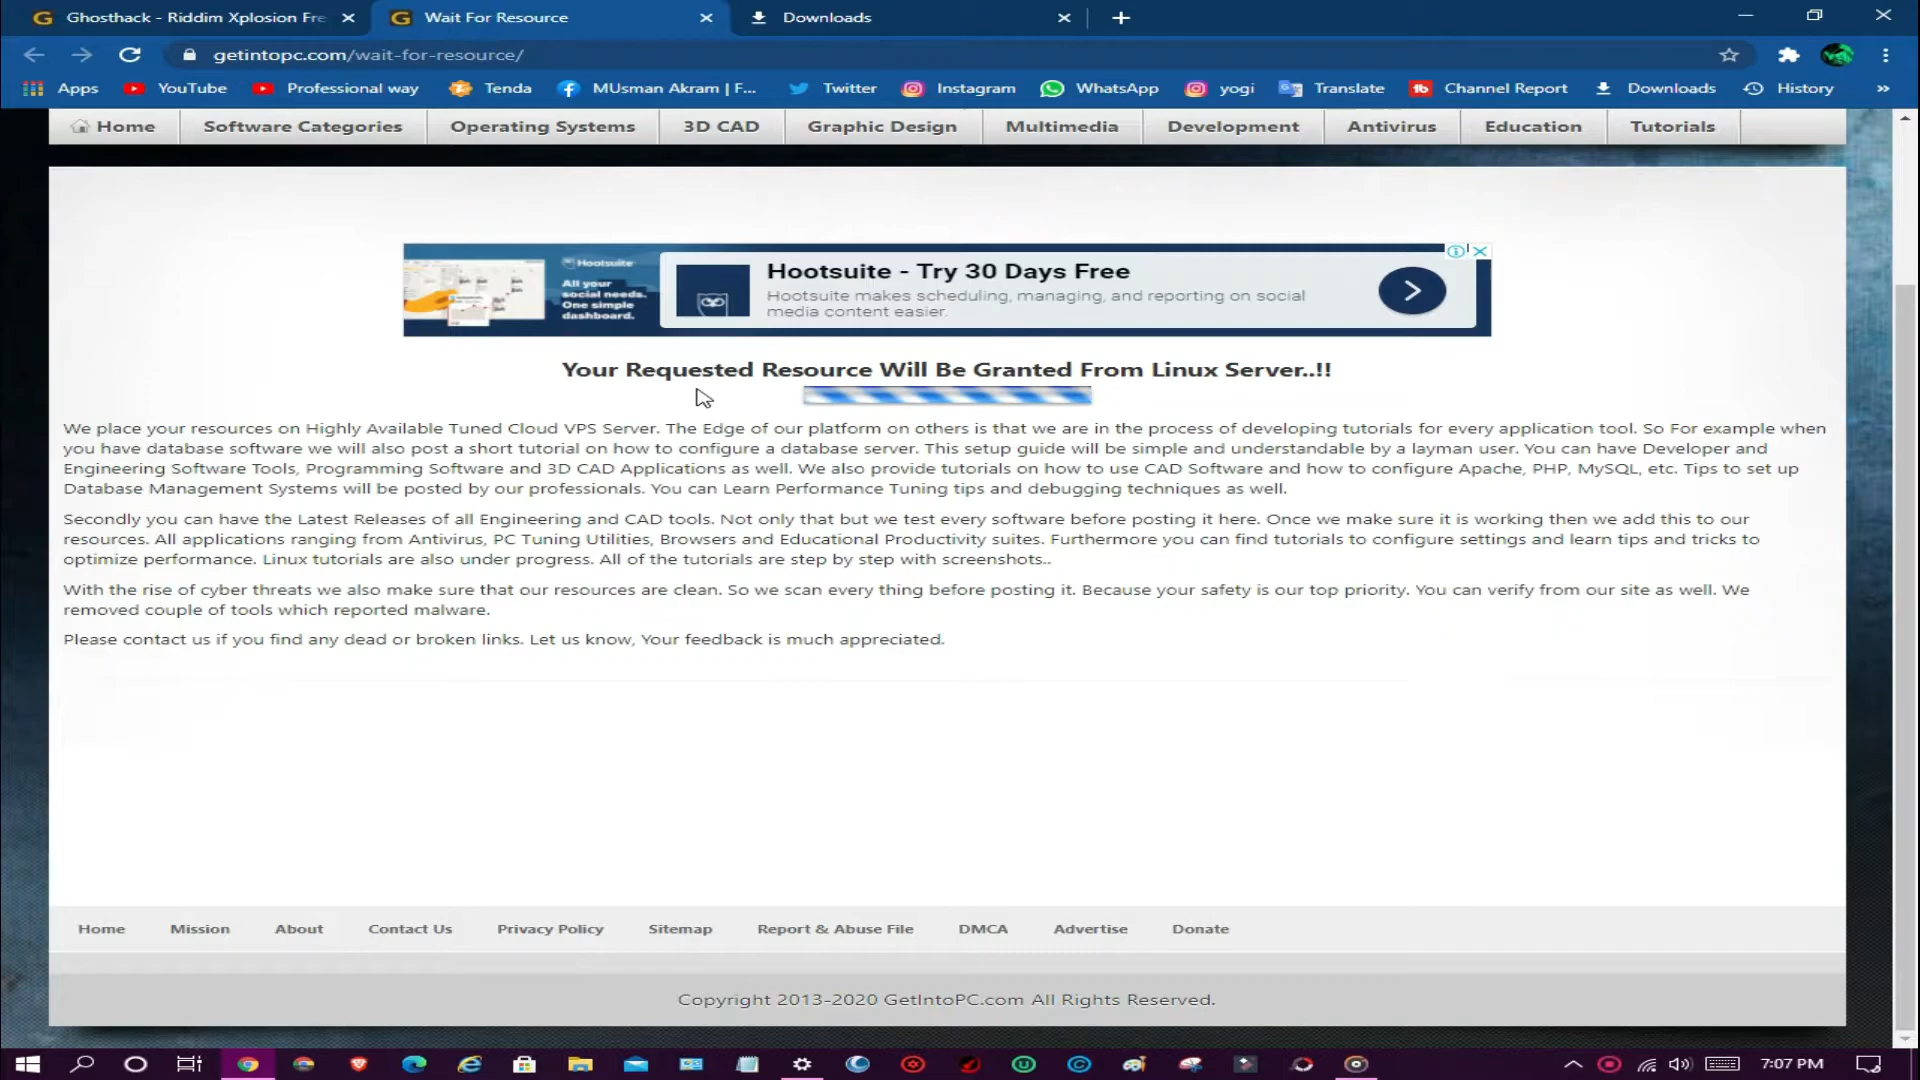 Ghosthack - Riddim Xplosion Fre
Wait For Resource
Downloads
getintopc.com/wait-for-resource/
Apps YouTube Professional way Tenda MUsman Akram | F... Twitter Instagram WhatsApp yogi Translate Channel Report Downloads History »
Home Software Categories Operating Systems 3D CAD Graphic Design Multimedia Development Antivirus Education Tutorials
Hootsuite
All your
social needs.
One simple
dashboard.
Hootsuite - Try 30 Days Free
Hootsuite makes scheduling, managing, and reporting on social
media content easier.
Your Requested Resource Will Be Granted From Linux Server..!!
We place your resources on Highly Available Tuned Cloud VPS Server. The Edge of our platform on others is that we are in the process of developing tutorials for every application tool. So For example when
you have database software we will also post a short tutorial on how to configure a database server. This setup guide will be simple and understandable by a layman user. You can have Developer and
Engineering Software Tools, Programming Software and 3D CAD Applications as well. We also provide tutorials on how to use CAD Software and how to configure Apache, PHP, MySQL, etc. Tips to set up
Database Management Systems will be posted by our professionals. You can Learn Performance Tuning tips and debugging techniques as well.
Secondly you can have the Latest Releases of all Engineering and CAD tools. Not only that but we test every software before posting it here. Once we make sure it is working then we add this to our
resources. All applications ranging from Antivirus, PC Tuning Utilities, Browsers and Educational Productivity suites. Furthermore you can find tutorials to configure settings and learn tips and tricks to
optimize performance. Linux tutorials are also under progress. All of the tutorials are step by step with screenshots..
With the rise of cyber threats we also make sure that our resources are clean. So we scan every thing before posting it. Because your safety is our top priority. You can verify from our site as well. We
removed couple of tools which reported malware.
Please contact us if you find any dead or broken links. Let us know, Your feedback is much appreciated.
Home Mission About Contact Us Privacy Policy Sitemap Report & Abuse File DMCA Advertise Donate
Copyright 2013-2020 GetIntoPC.com All Rights Reserved.
7:07 PM